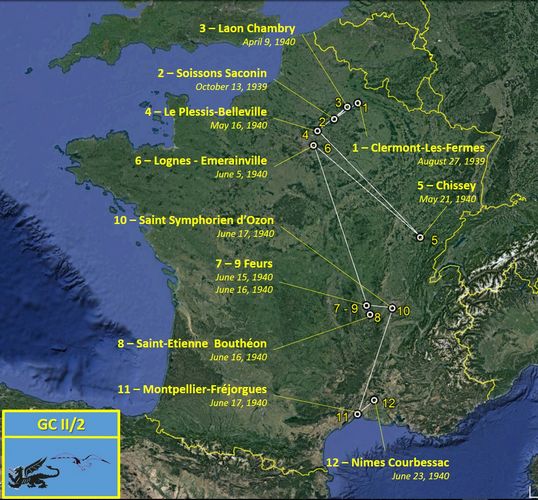 3 – Laon Chambry
April 9, 1940
2 – Soissons Saconin
October 13, 1939
4 – Le Plessis-Belleville
May 16, 1940
6 – Lognes - Emerainville
June 5, 1940
1 – Clermont-Les-Fermes
August 27, 1939
5 – Chissey
May 21, 1940
10 – Saint Symphorien d'Ozon
June 17, 1940
7 – 9 Feurs
June 15, 1940
June 16, 1940
8 – Saint-Etienne Bouthéon
June 16, 1940
11 – Montpellier-Fréjorgues
June 17, 1940
12 – Nimes Courbessac
June 23, 1940
3
1
2
4
6
5
7 - 9
8
10
11
12
GC II/2